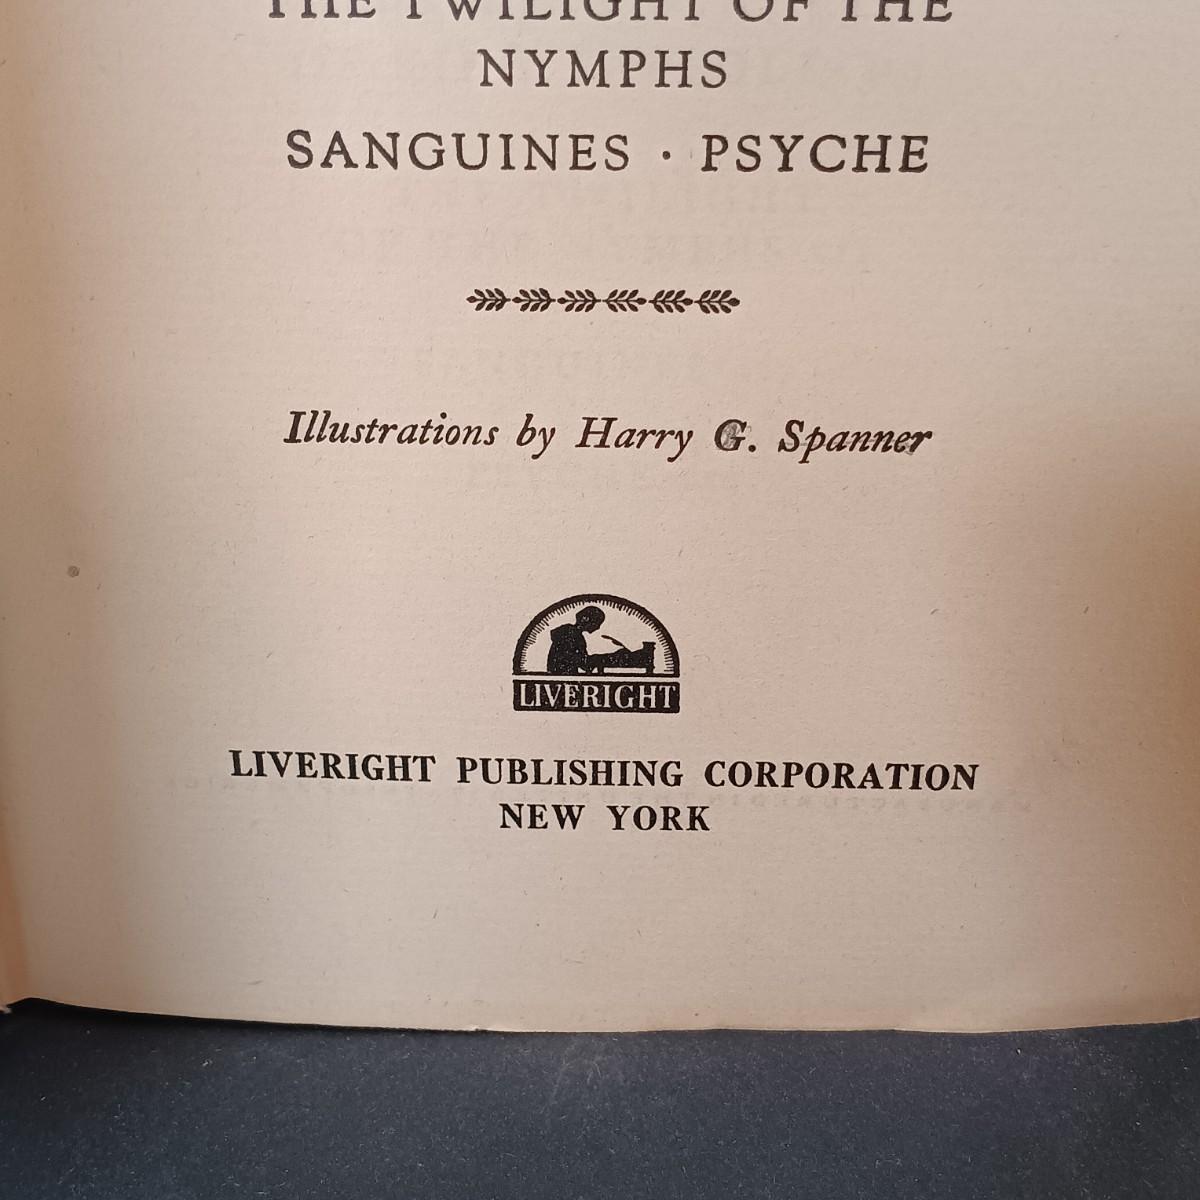 THE TWILIGHT OF THE
NYMPHS
SANGUINES · PSYCHE
Illustrations by Harry G. Spanner
LIVERIGHT
LIVERIGHT PUBLISHING CORPORATION
NEW YORK